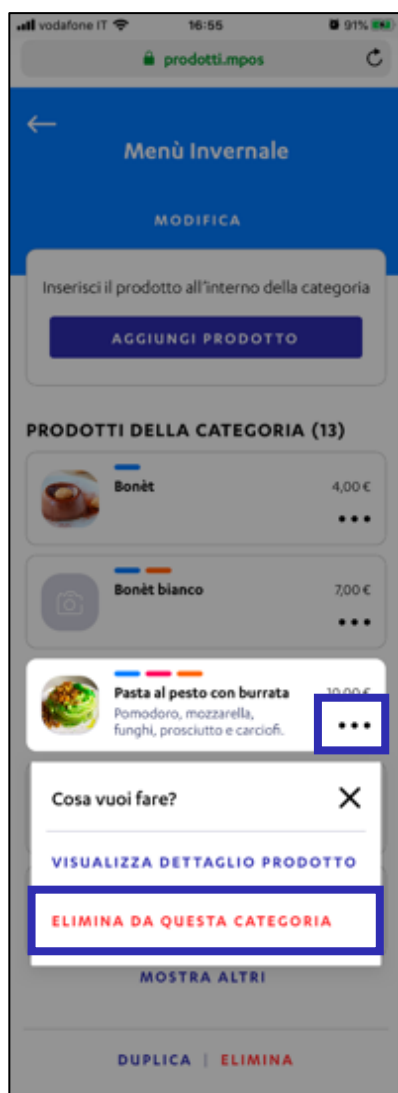 vodafone IT 16:55 91%
prodotti.mpos
Menù Invernale
MODIFICA
Inserisci il prodotto all'interno della categoria
AGGIUNGI PRODOTTO
PRODOTTI DELLA CATEGORIA (13)
Bonèt 4,00 €
Bonèt bianco 7,00 €
Pasta al pesto con burrata 10,00 €
Pomodoro, mozzarella,
funghi, prosciutto e carciofi.
Cosa vuoi fare?
VISUALIZZA DETTAGLIO PRODOTTO
ELIMINA DA QUESTA CATEGORIA
MOSTRA ALTRI
DUPLICA | ELIMINA